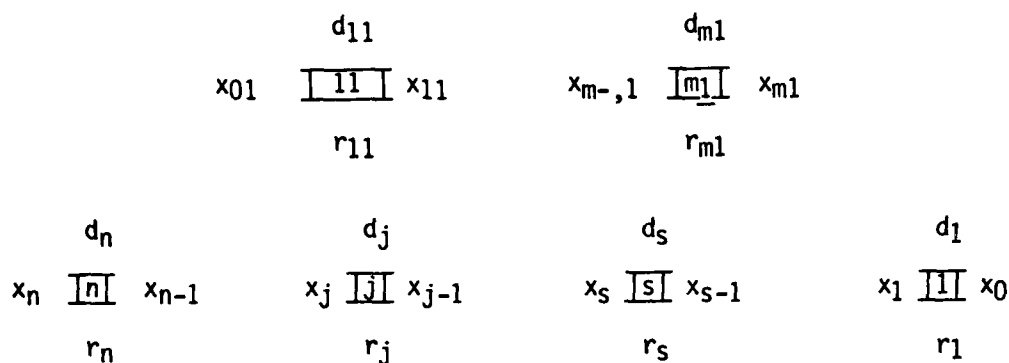 d11 dm1
x01 11 x11 xm-,1 m1 xm1
r11 rm1
dn dj ds d1
xn n xn-1 xj j xj-1 xs s xs-1 x1 1 x0
rn rj rs r1